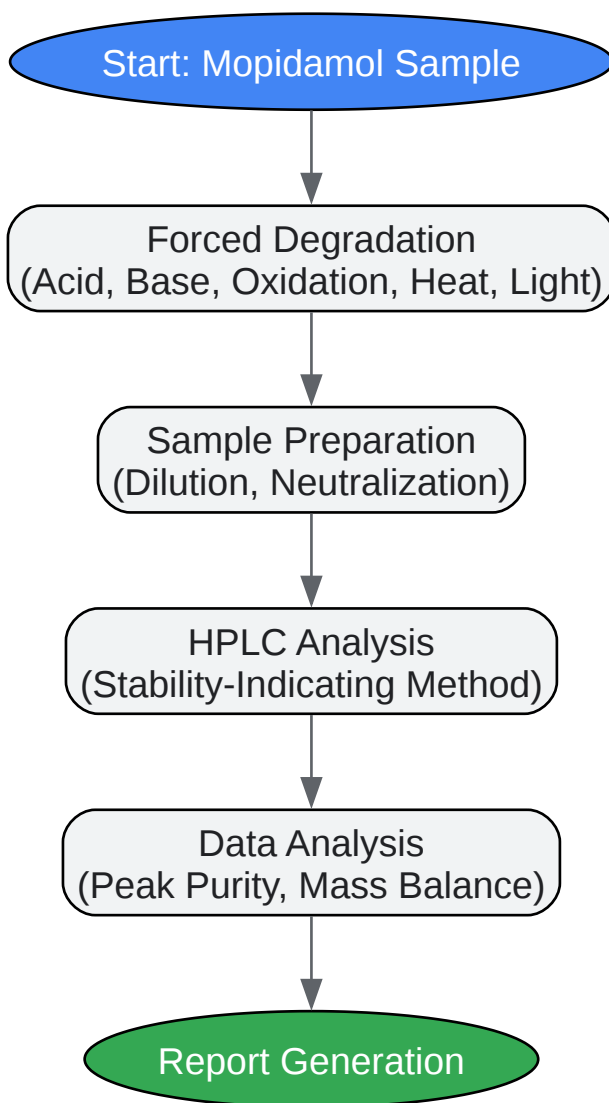 Start: Mopidamol Sample
Forced Degradation
(Acid, Base, Oxidation, Heat, Light)
Sample Preparation
(Dilution, Neutralization)
HPLC Analysis
(Stability-Indicating Method)
Data Analysis
(Peak Purity, Mass Balance)
Report Generation